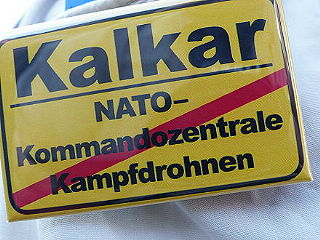 Kalkar
NATO–
Kommandozentrale
Kampfdrohnen